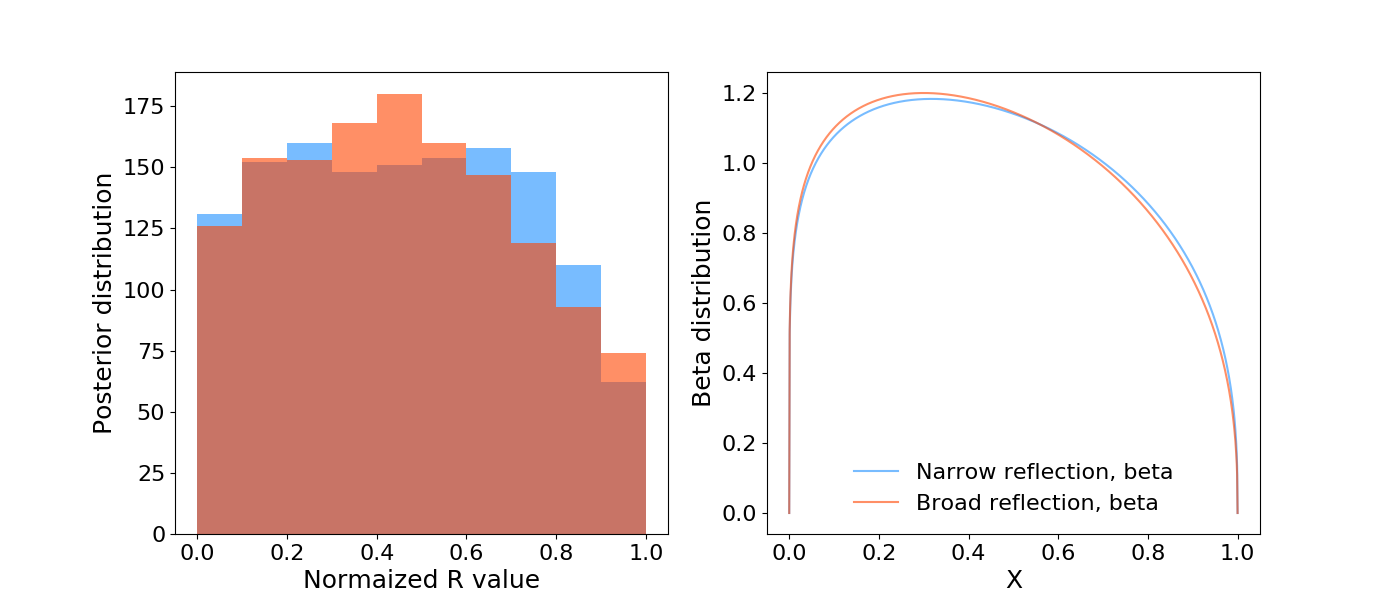 Posterior distribution
175
150
125
100
75
50
25
0
0.0 0.2 0.4 0.6 0.8 1.0
Normaized R value
Beta distribution
1.2
1.0
0.8
0.6
0.4
0.2
0.0
Narrow reflection, beta
Broad reflection, beta
0.0 0.2 0.4 0.6 0.8 1.0
X